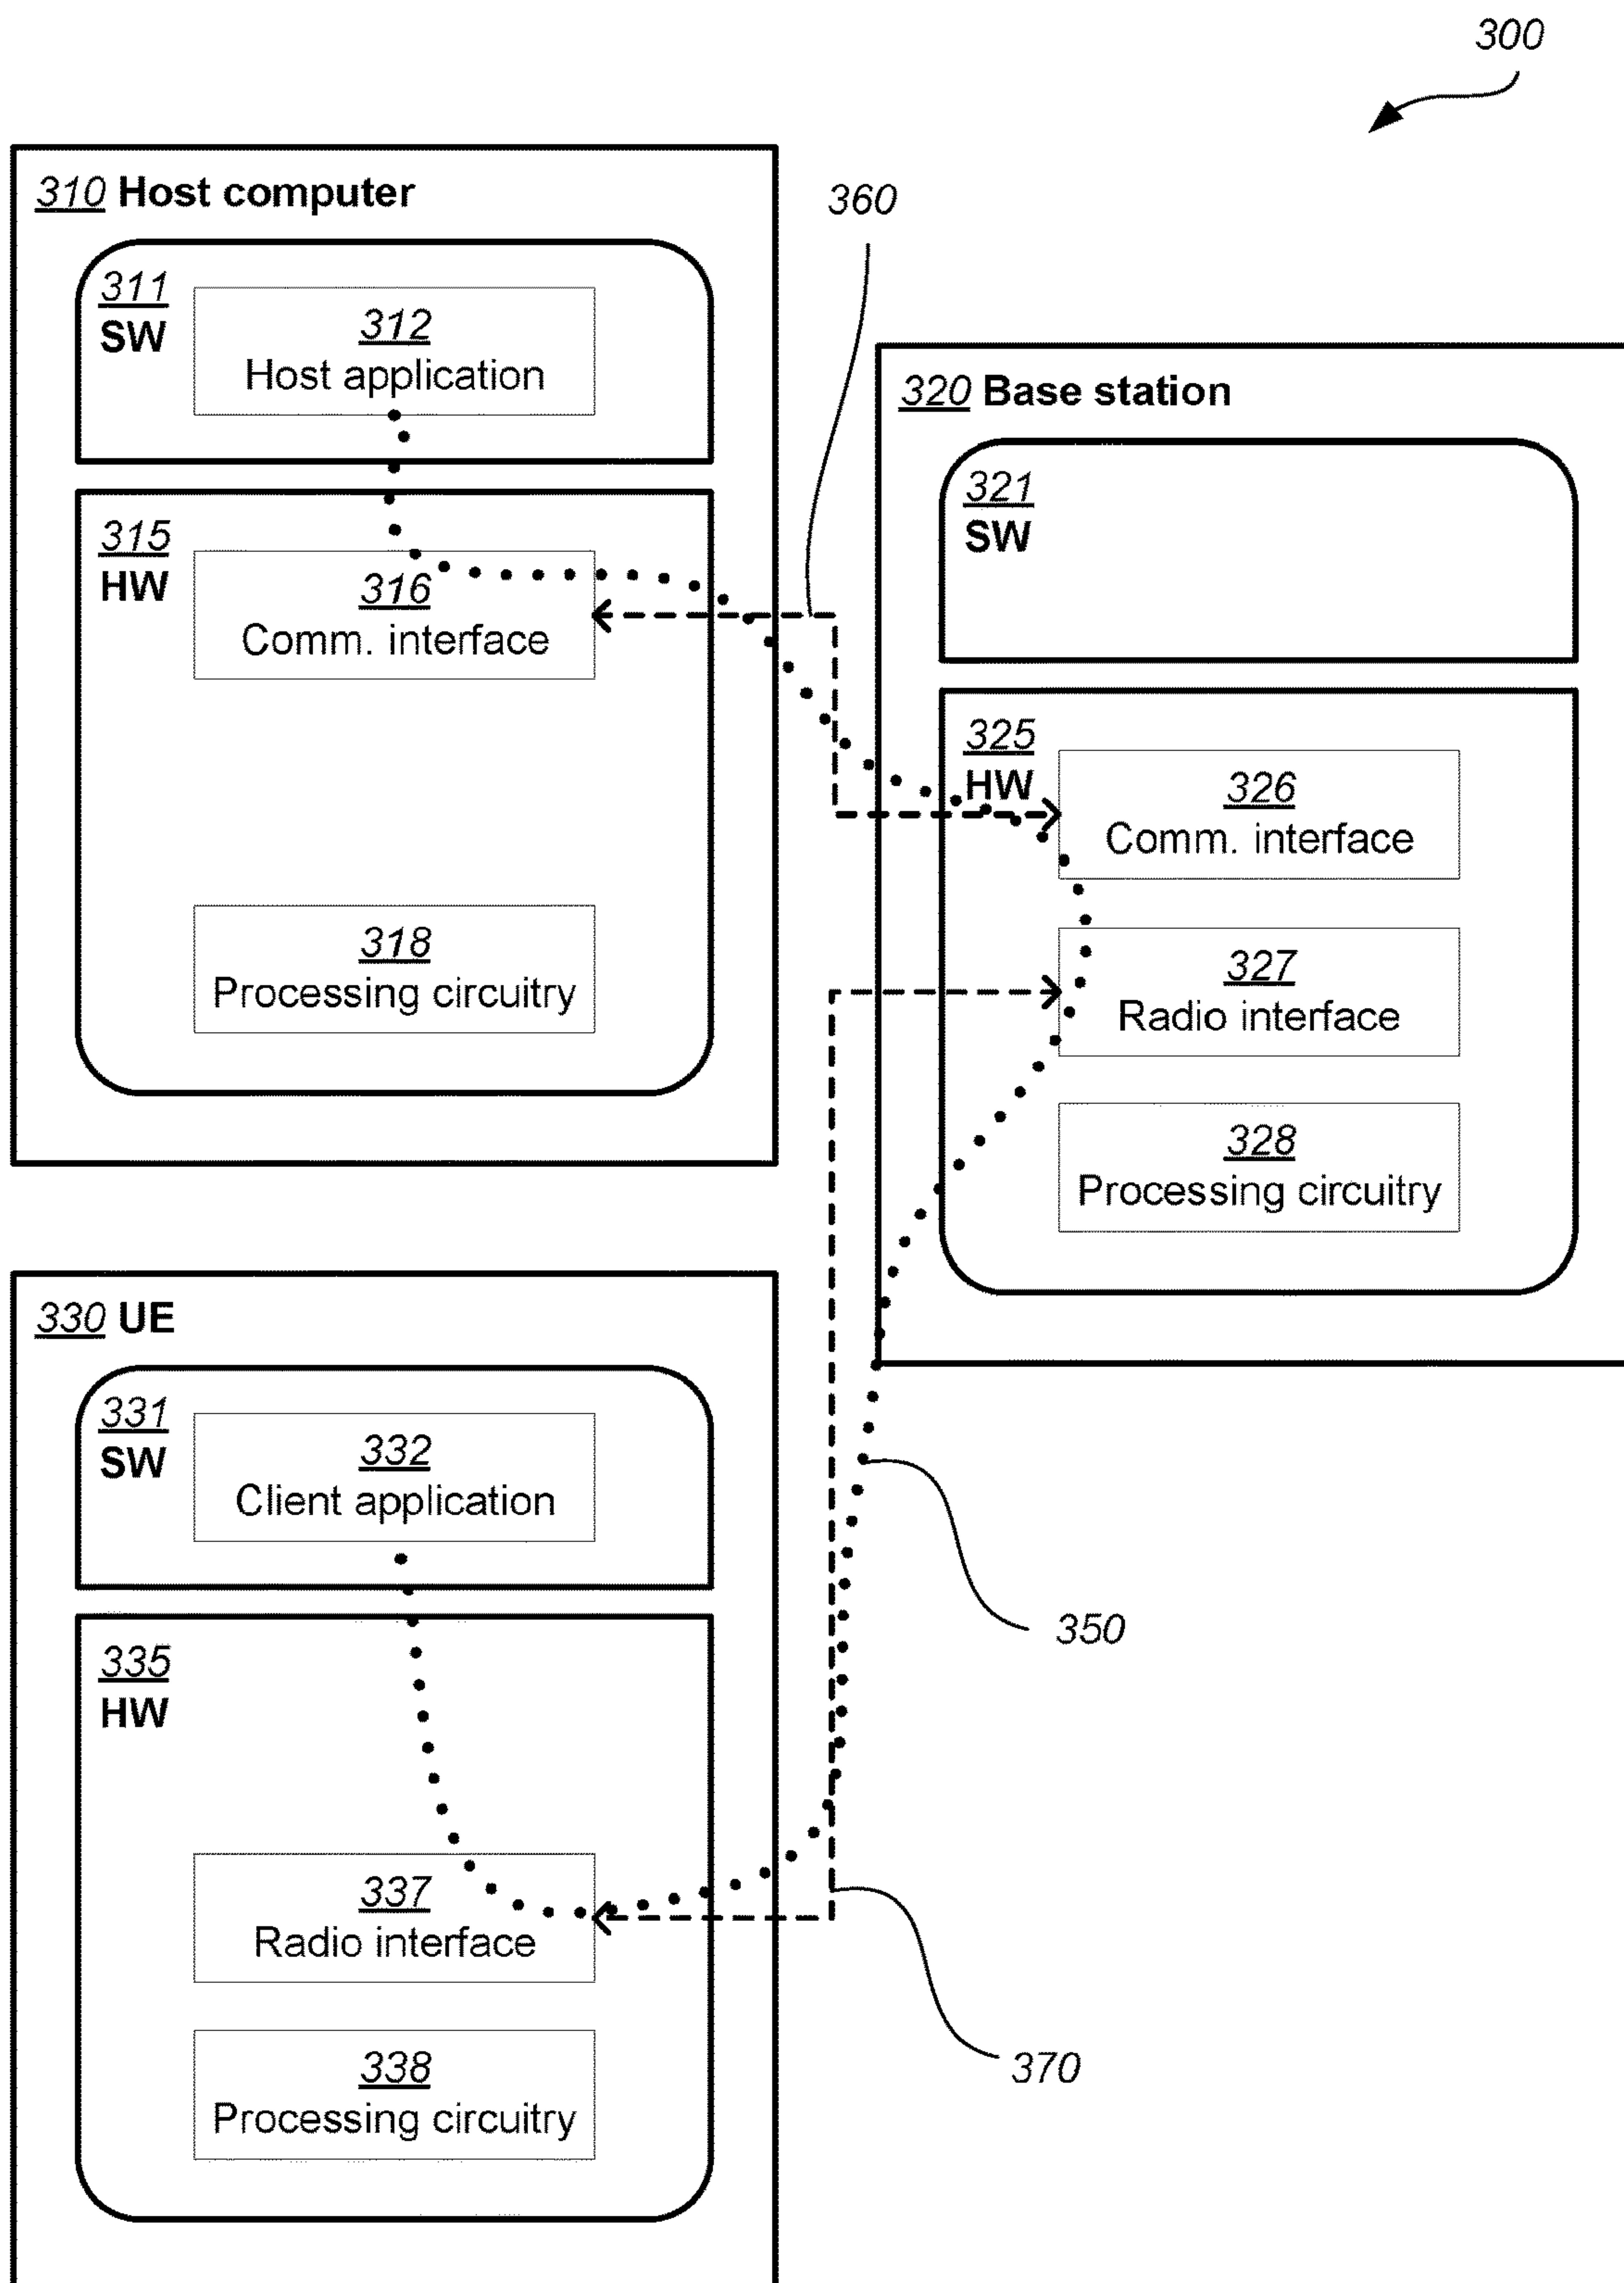 300
310 Host computer
311
SW
312
Host application
315
HW
316
Comm. interface
318
Processing circuitry
360
320 Base station
321
SW
325
HW
326
Comm. interface
327
Radio interface
328
Processing circuitry
330 UE
331
SW
332
Client application
335
HW
337
Radio interface
338
Processing circuitry
350
370